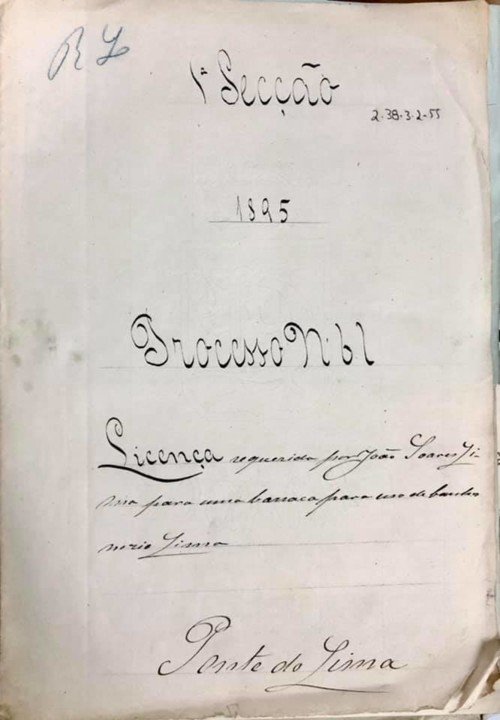 R L
1ª Secção
2-38-3-2-55
1895
Processo N. 61
Licença requerida por João Soares Li
ma para uma barraca para uso de banhos
no rio Lima
Ponte do Lima